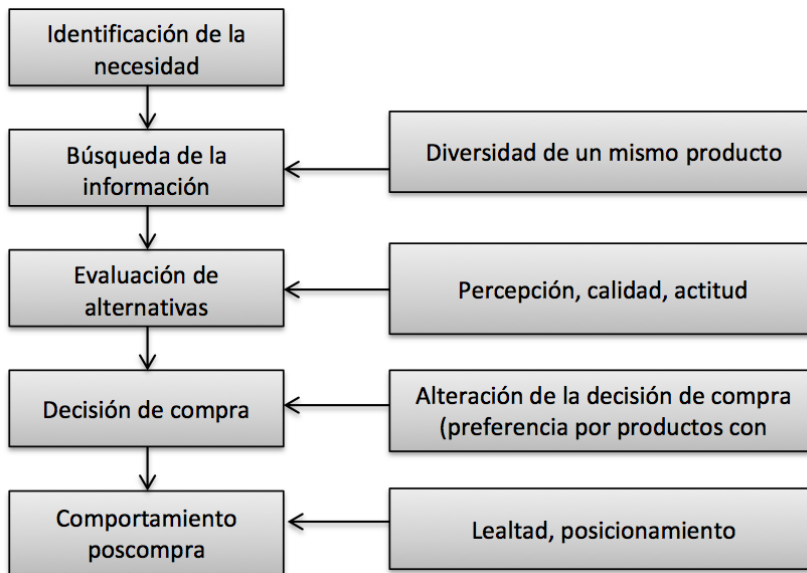 Identificación de la
necesidad
Búsqueda de la
información
Diversidad de un mismo producto
Evaluación de
alternativas
Percepción, calidad, actitud
Decisión de compra
Alteración de la decisión de compra
(preferencia por productos con
Comportamiento
poscompra
Lealtad, posicionamiento